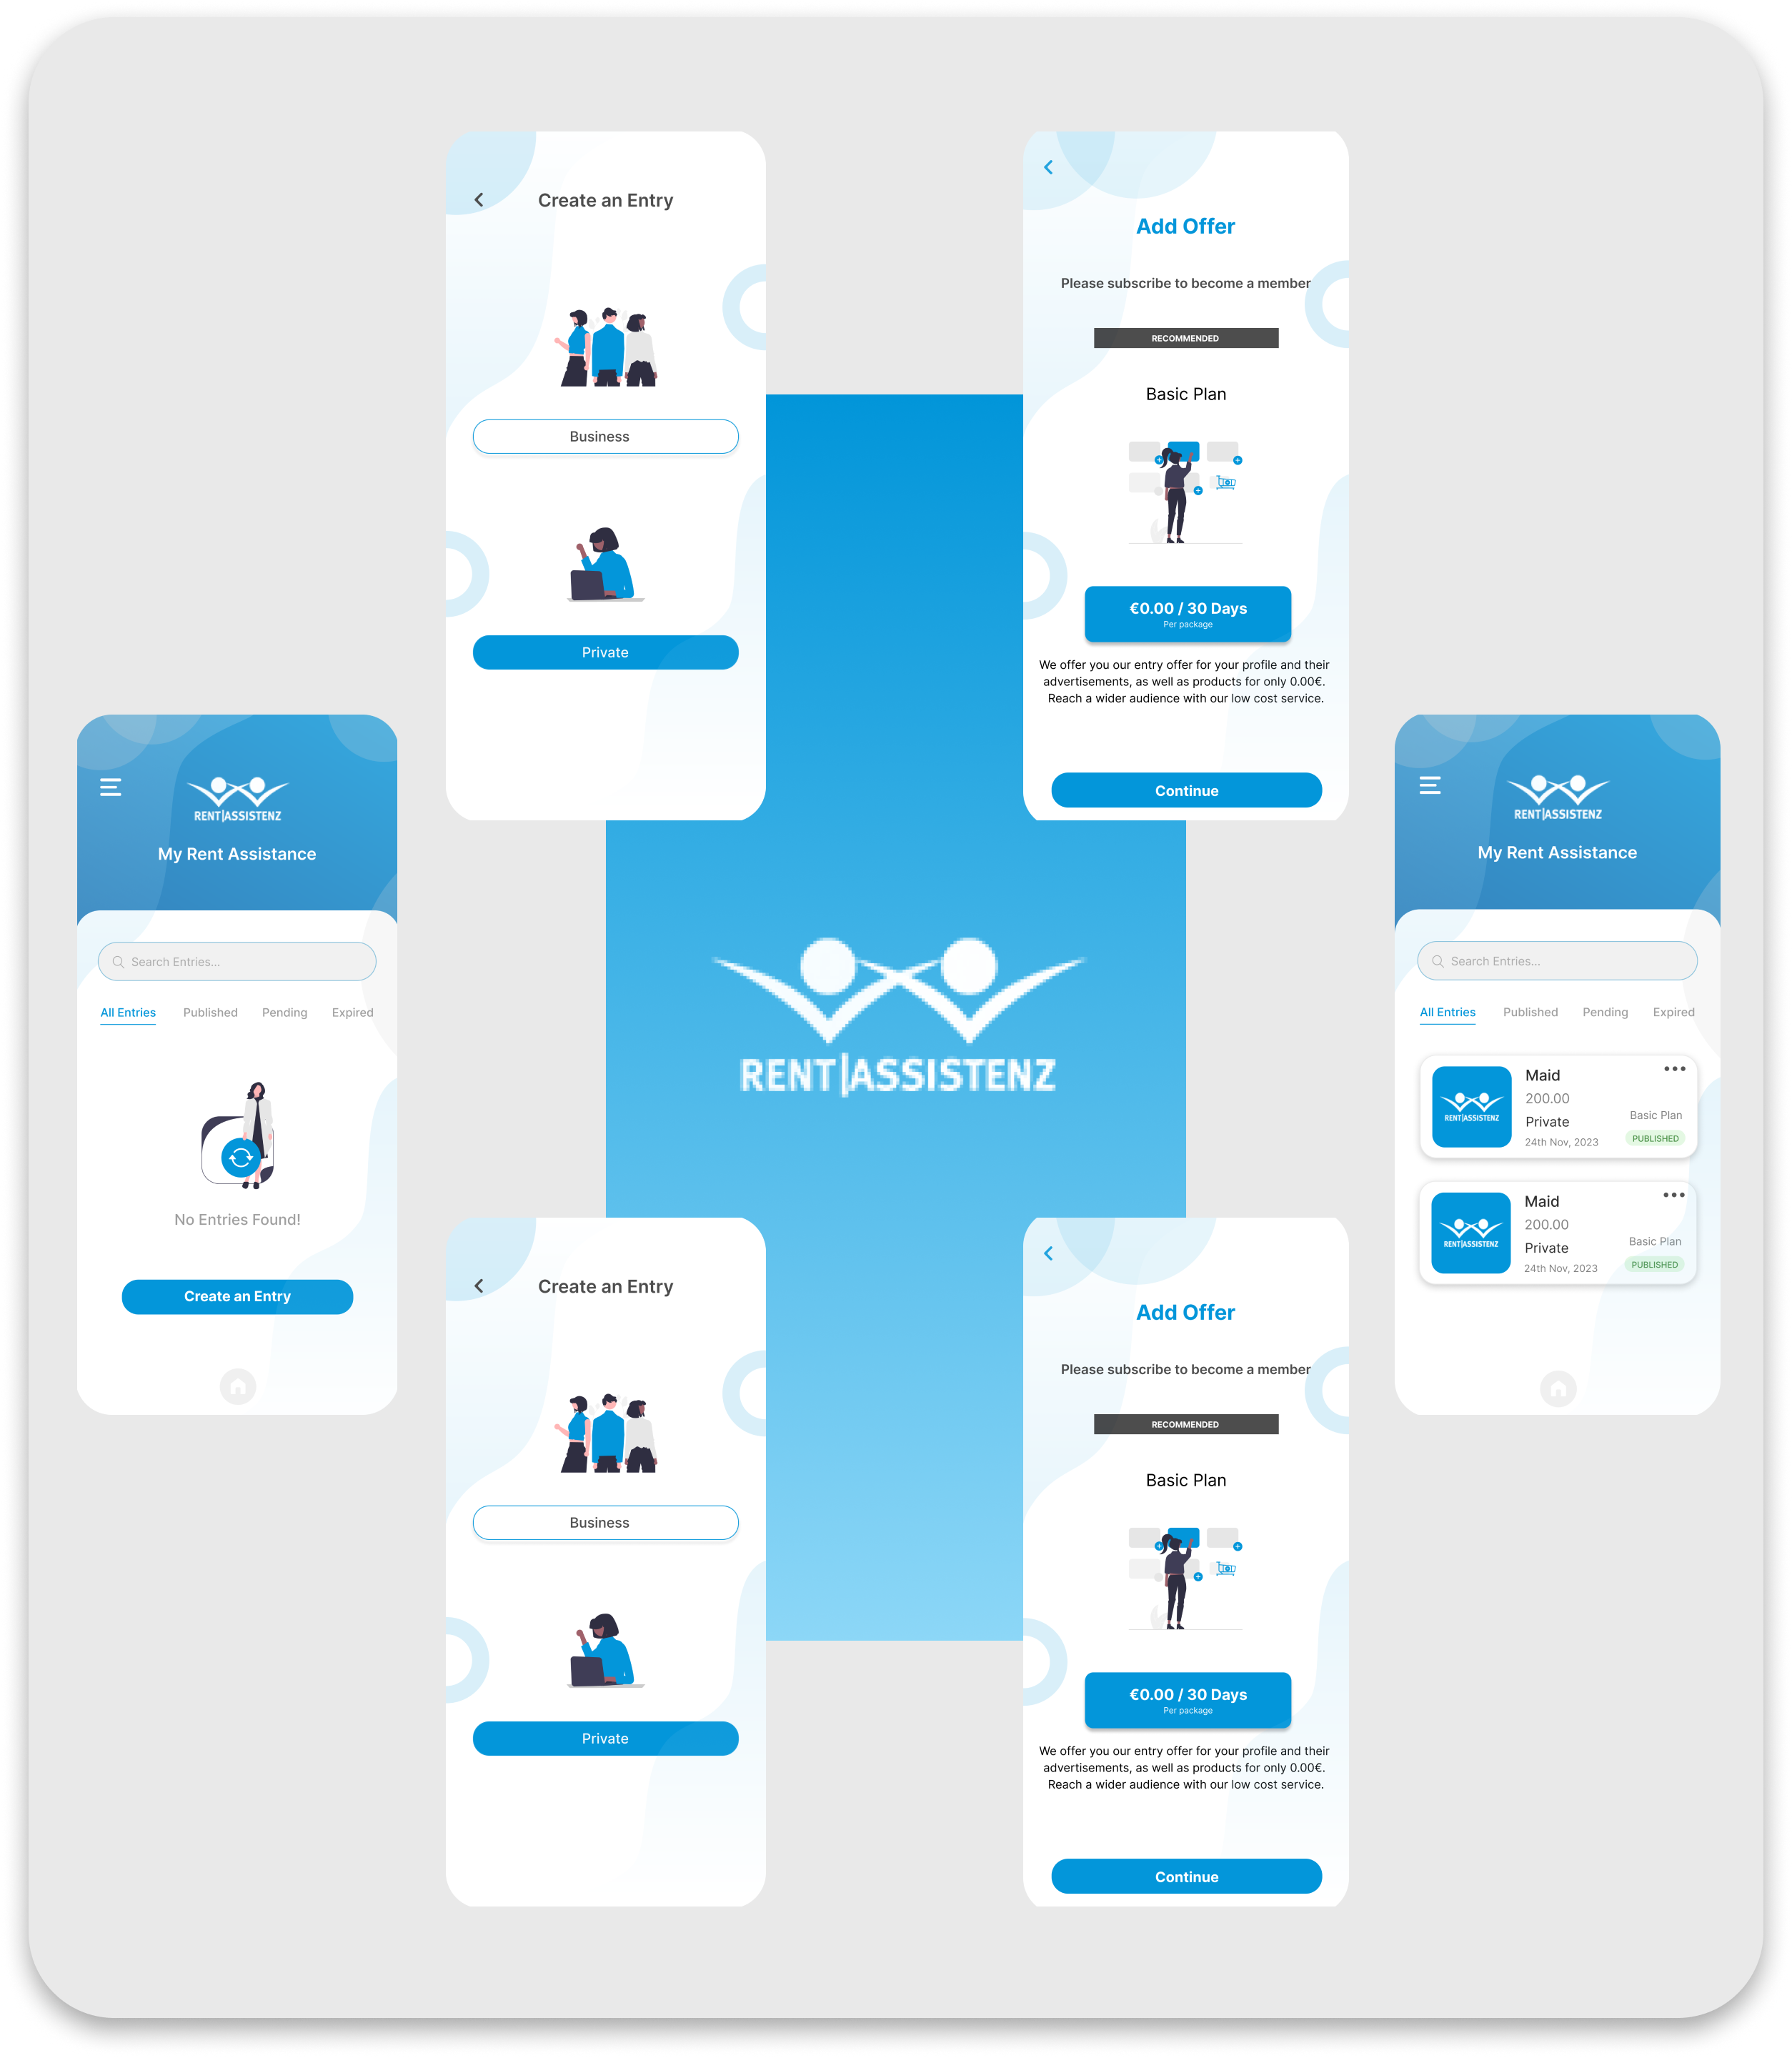 Create an Entry
Business
Private
Add Offer
Please subscribe to become a member
RECOMMENDED
Basic Plan
€0.00 / 30 Days
Per package
We offer you our entry offer for your profile and their
advertisements, as well as products for only 0.00€.
Reach a wider audience with our low cost service.
Continue
RENT|ASSISTENZ
My Rent Assistance
Search Entries...
All Entries Published Pending Expired
No Entries Found!
Create an Entry
RENT|ASSISTENZ
RENT|ASSISTENZ
My Rent Assistance
Search Entries...
All Entries Published Pending Expired
RENT|ASSISTENZ
Maid
200.00
Private
24th Nov, 2023
Basic Plan
PUBLISHED
RENT|ASSISTENZ
Maid
200.00
Private
24th Nov, 2023
Basic Plan
PUBLISHED
Create an Entry
Business
Private
Add Offer
Please subscribe to become a member
RECOMMENDED
Basic Plan
€0.00 / 30 Days
Per package
We offer you our entry offer for your profile and their
advertisements, as well as products for only 0.00€.
Reach a wider audience with our low cost service.
Continue